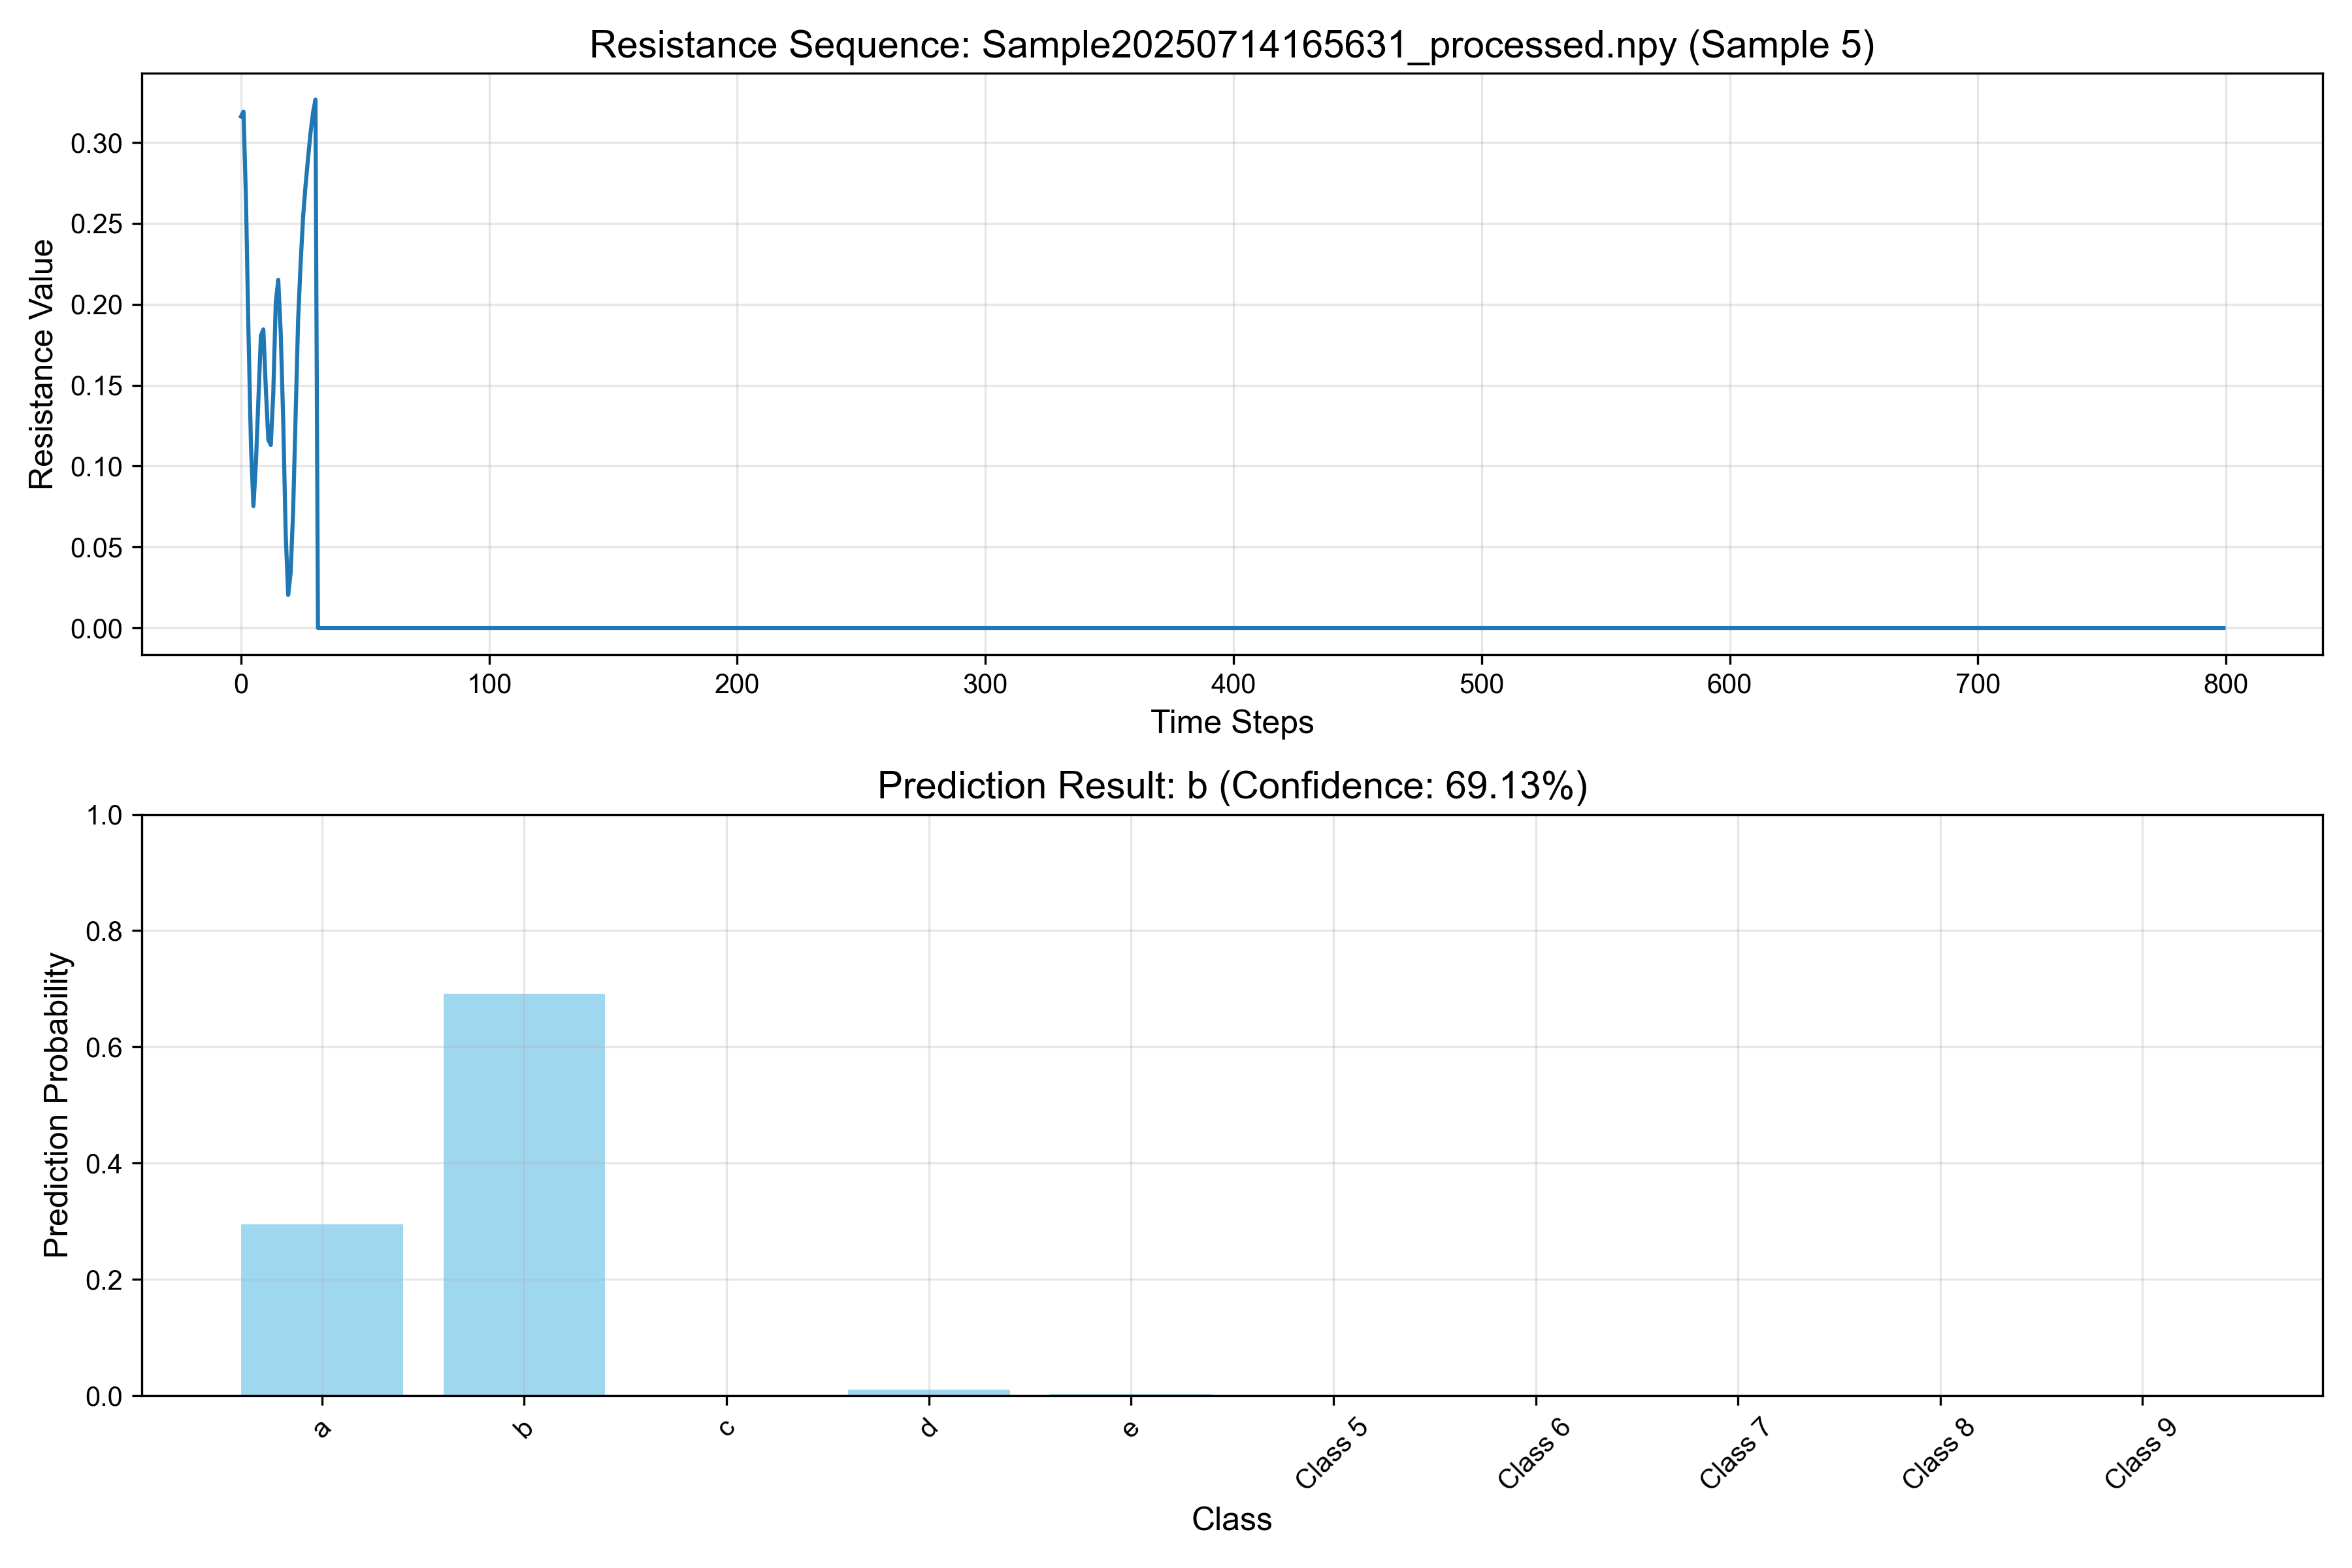 Resistance Sequence: Sample20250714165631_processed.npy (Sample 5)
Resistance Value
0.30
0.25
0.20
0.15
0.10
0.05
0.00
0 100 200 300 400 500 600 700 800
Time Steps
Prediction Result: b (Confidence: 69.13%)
Prediction Probability
1.0
0.8
0.6
0.4
0.2
0.0
a b c d e Class 5 Class 6 Class 7 Class 8 Class 9
Class